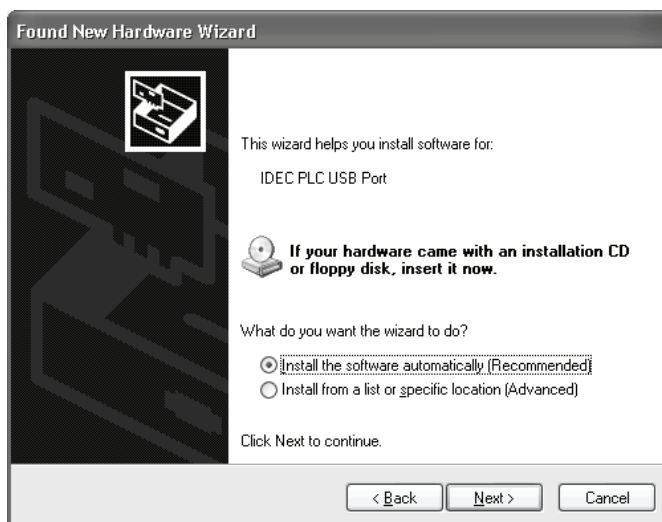 Found New Hardware Wizard
This wizard helps you install software for:
IDEC PLC USB Port
If your hardware came with an installation CD
or floppy disk, insert it now.
What do you want the wizard to do?
Install the software automatically (Recommended)
Install from a list or specific location (Advanced)
Click Next to continue.
< Back Next > Cancel